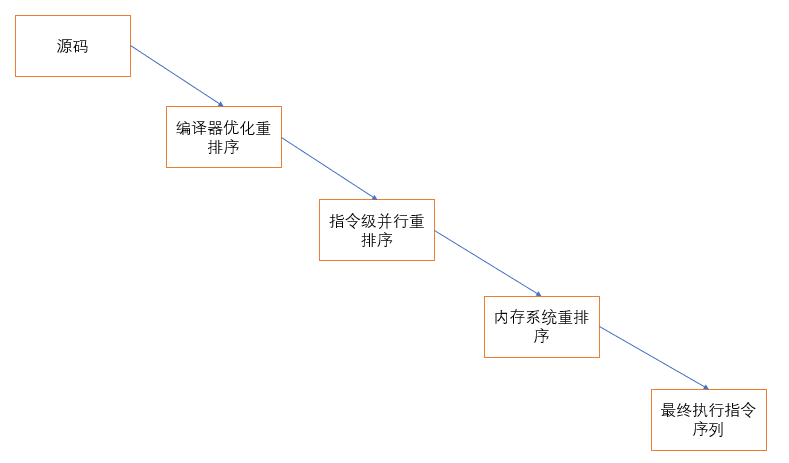 源码
编译器优化重
排序
指令级并行重
排序
内存系统重排
序
最终执行指令
序列